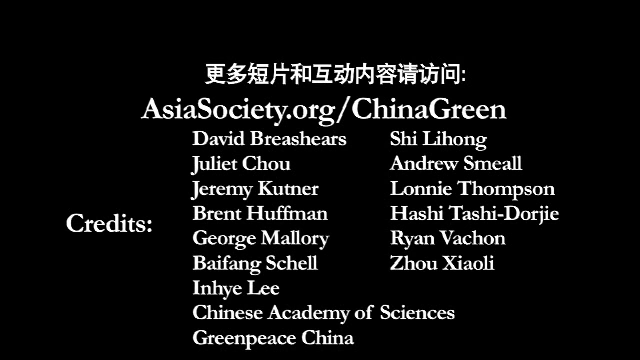 更多短片和互动内容请访问:
AsiaSociety.org/ChinaGreen
David Breashears Shi Lihong
Juliet Chou Andrew Smeall
Jeremy Kutner Lonnie Thompson
Brent Huffman Hashi Tashi-Dorjie
Credits:
George Mallory Ryan Vachon
Baifang Schell Zhou Xiaoli
Inhye Lee
Chinese Academy of Sciences
Greenpeace China